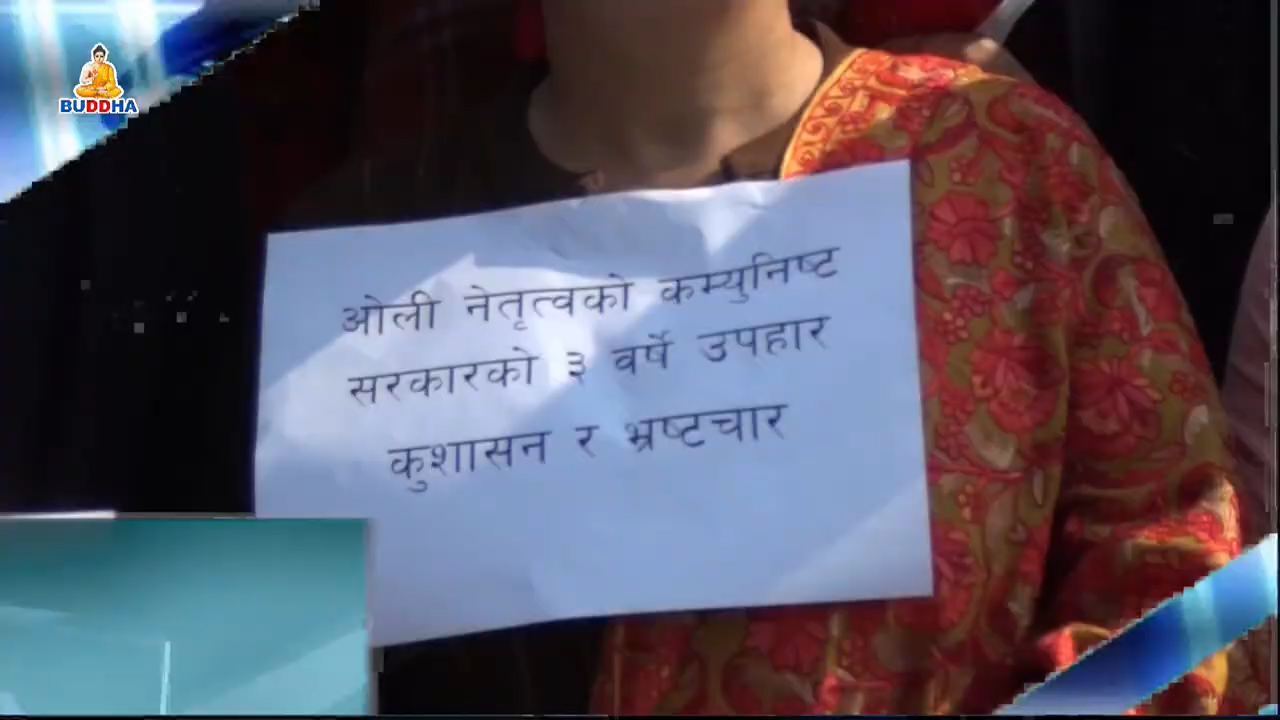 BUDDHA
ओली नेतृत्वको कम्युनिष्ट
सरकारको ३ वर्षे उपहार
कुशासन र भ्रष्टचार